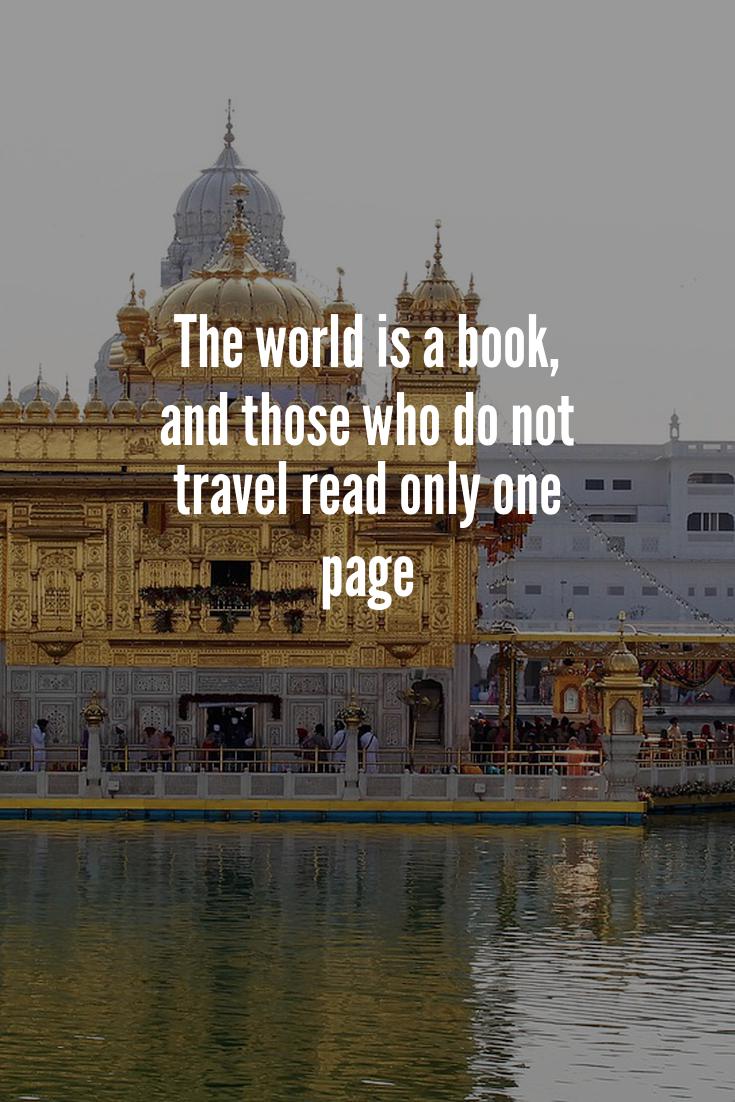 The world is a book,
and those who do not
travel read only one
page